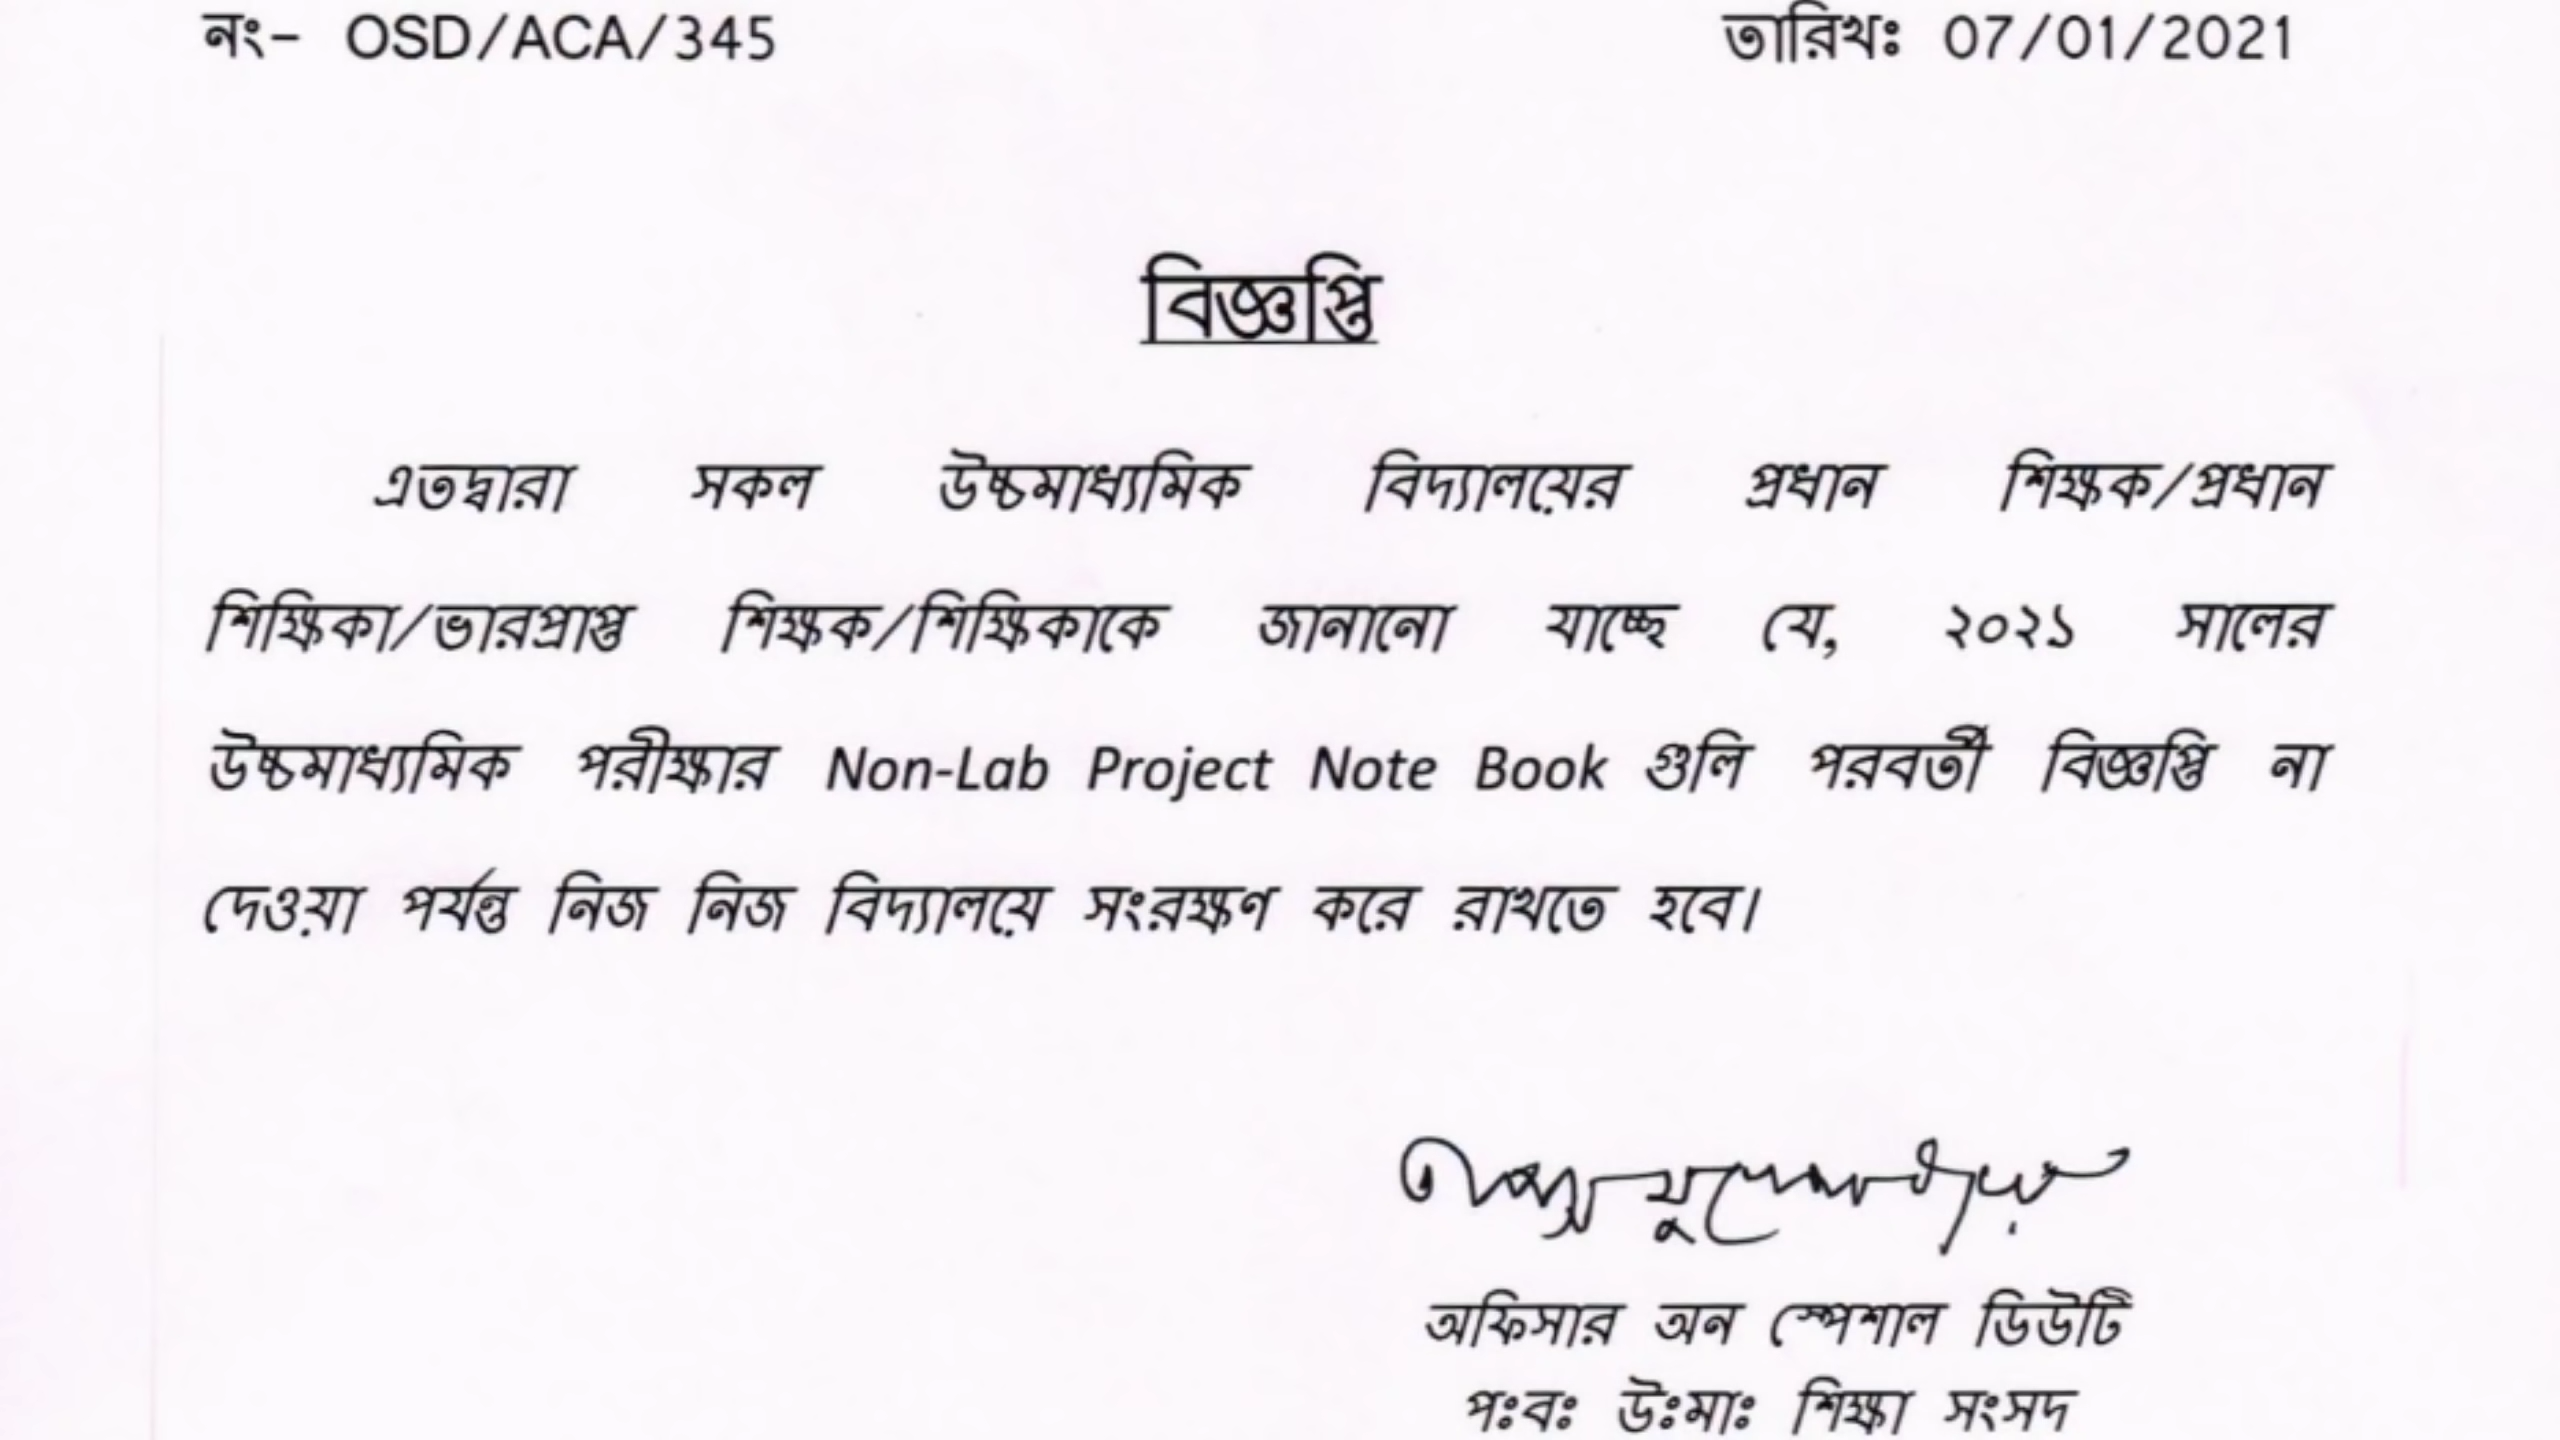 নং- OSD/ACA/345 তারিখঃ 07/01/2021
বিজ্ঞপ্তি
এতদ্বারা সকল উচ্চমাধ্যমিক বিদ্যালয়ের প্রধান শিক্ষক/প্রধান
শিক্ষিকা/ভারপ্রাপ্ত শিক্ষক/শিক্ষিকাকে জানানো যাচ্ছে যে, ২০২১ সালের
উচ্চমাধ্যমিক পরীক্ষার Non-Lab Project Note Book গুলি পরবর্তী বিজ্ঞপ্তি না
দেওয়া পর্যন্ত নিজ নিজ বিদ্যালয়ে সংরক্ষণ করে রাখতে হবে।
অফিসার অন স্পেশাল ডিউটি
পঃবঃ উঃমাঃ শিক্ষা সংসদ